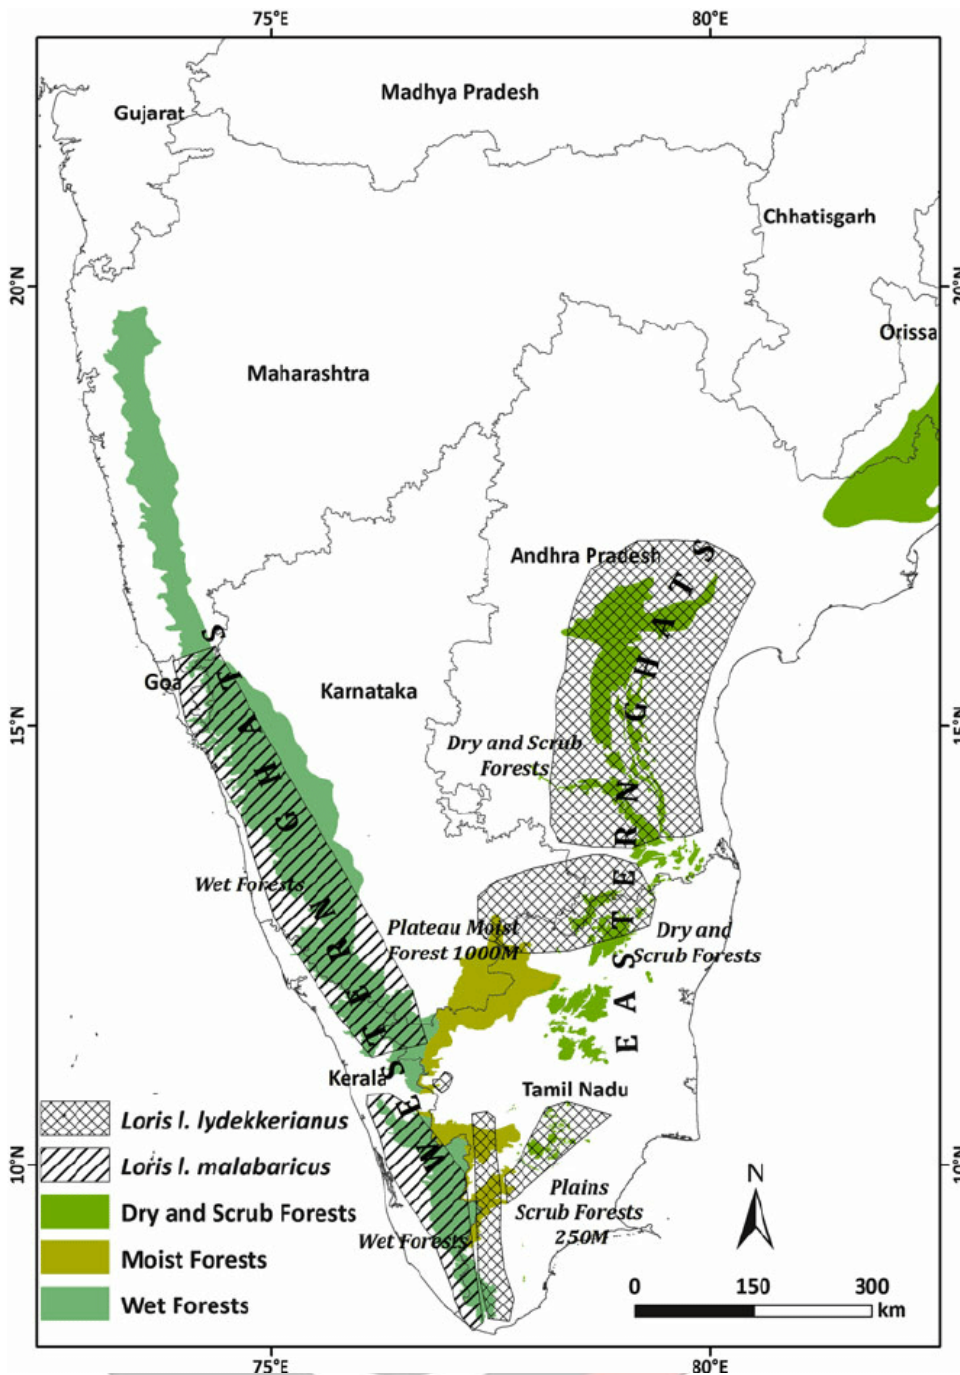 75°E
80°E
Madhya Pradesh
Gujarat
Chhatisgarh
20°N
20°N
Orissa
Maharashtra
Andhra Pradesh
Goa
Karnataka
15°N
15°N
Dry and Scrub
Forests
Wet Forests
Plateau Moist
Forest 1000M
Dry and
Scrub Forests
WESTERN GHATS
EASTERN GHATS
Kerala
Tamil Nadu
10°N
10°N
Plains
Scrub Forests
250M
Wet Forests
Loris l. lydekkerianus
Loris l. malabaricus
Dry and Scrub Forests
Moist Forests
Wet Forests
N
0 150 300
km
75°E
80°E